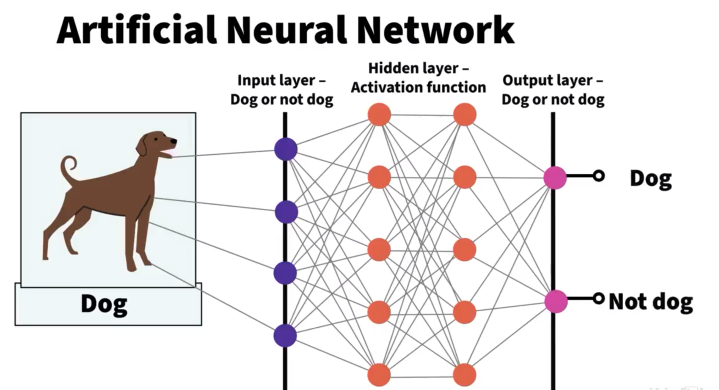 Artificial Neural Network
Input layer –
Dog or not dog
Hidden layer –
Activation function
Output layer –
Dog or not dog
Dog
Dog
Not dog